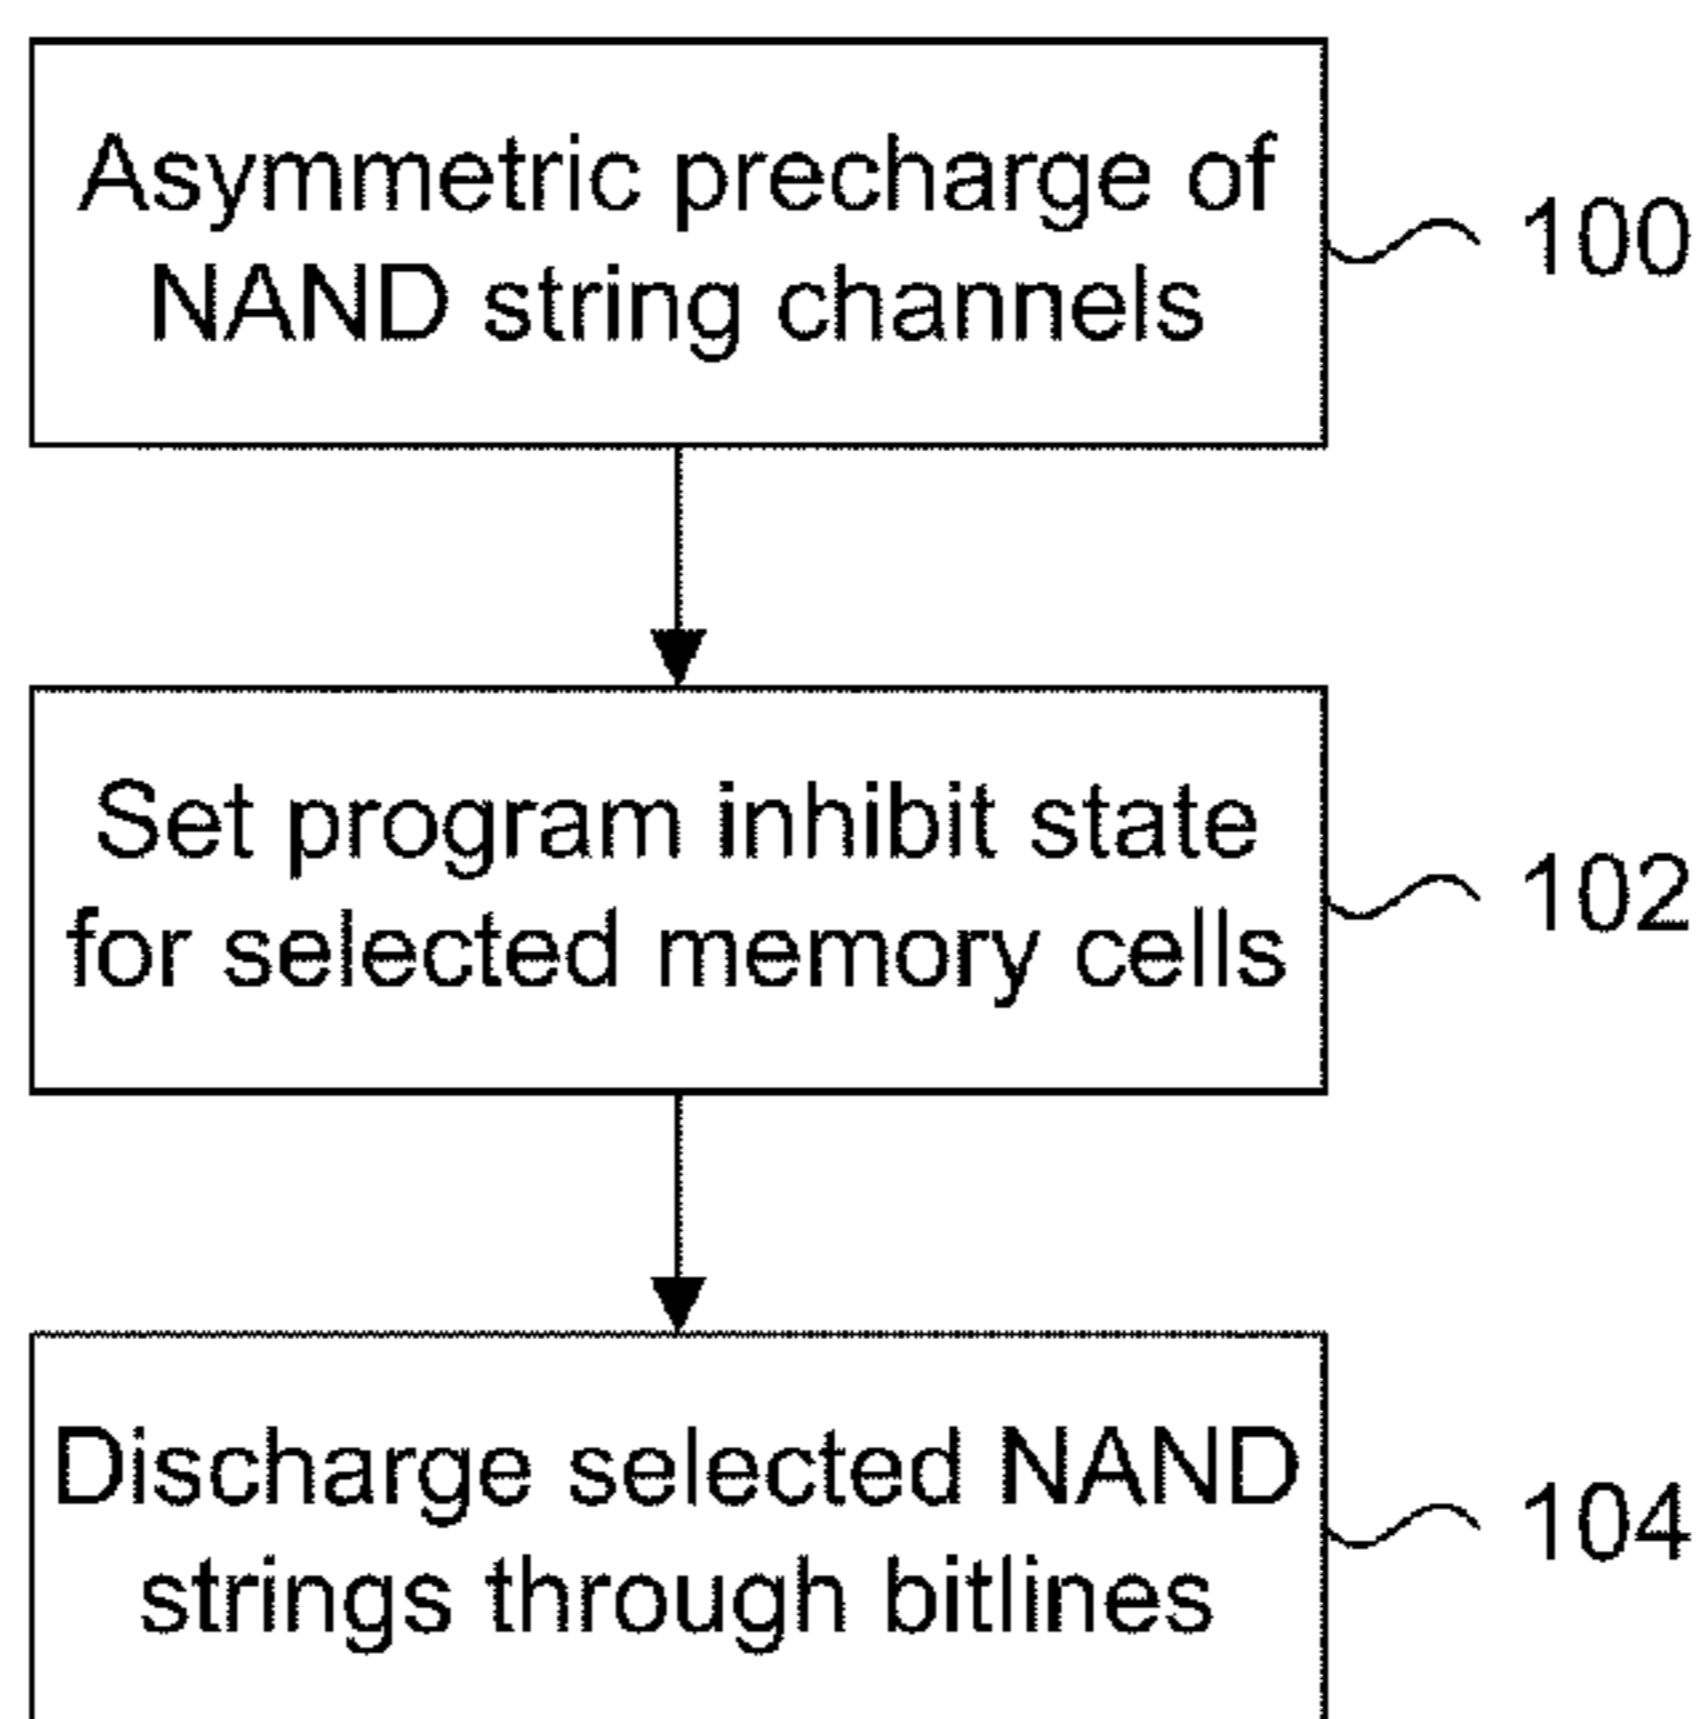 Asymmetric precharge of
NAND string channels
100
Set program inhibit state
for selected memory cells
102
Discharge selected NAND
strings through bitlines
104